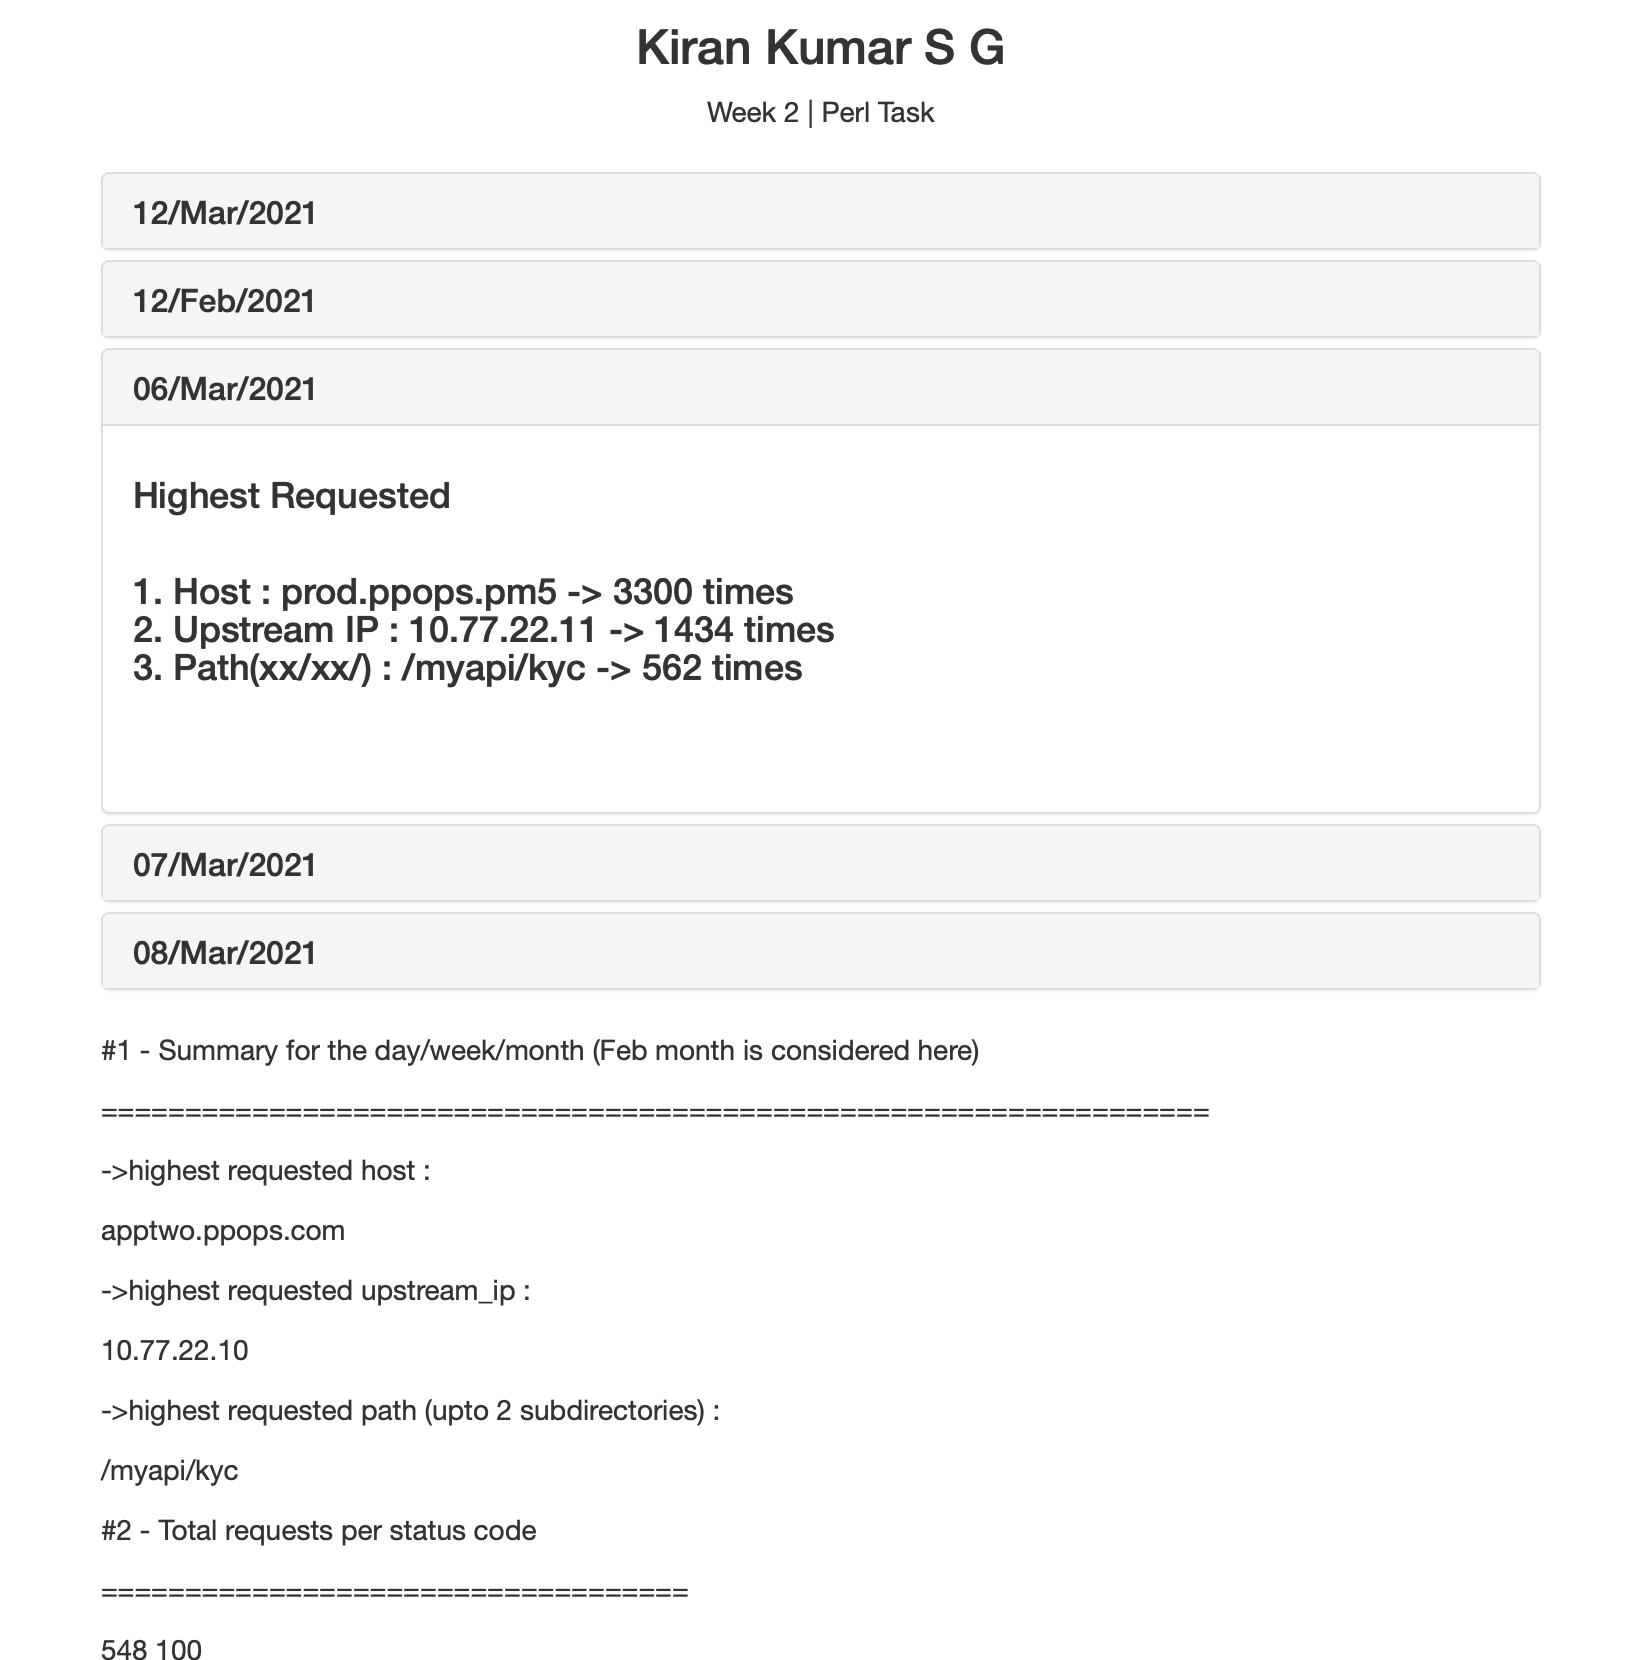 Kiran Kumar S G
Week 2 | Perl Task
12/Mar/2021
12/Feb/2021
06/Mar/2021
Highest Requested
1. Host : prod.ppops.pm5 -> 3300 times
2. Upstream IP : 10.77.22.11 -> 1434 times
3. Path(xx/xx/) : /myapi/kyc -> 562 times
07/Mar/2021
08/Mar/2021
#1 - Summary for the day/week/month (Feb month is considered here)
==================================================================
->highest requested host :
apptwo.ppops.com
->highest requested upstream_ip :
10.77.22.10
->highest requested path (upto 2 subdirectories) :
/myapi/kyc
#2 - Total requests per status code
===================================
548 100